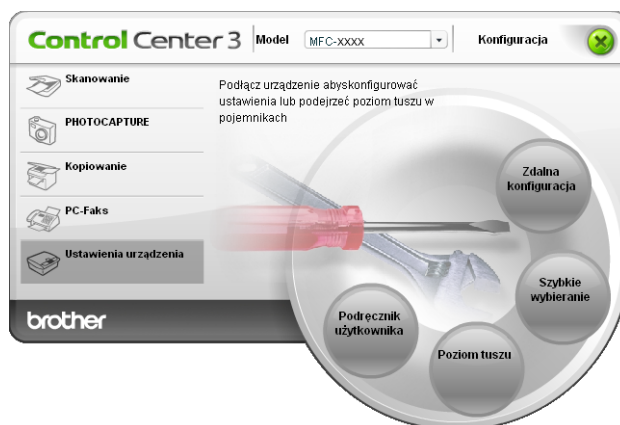 Control Center 3
Model
MFC-XXXX
Konfiguracja
Skanowanie
PHOTOCAPTURE
Kopiowanie
PC-Faks
Ustawienia urządzenia
Podłącz urządzenie abyskonfigurować
ustawienia lub podejrzeć poziom tuszu w
pojemnikach
Zdalna
konfiguracja
Szybkie
wybieranie
Poziom tuszu
Podręcznik
użytkownika
brother